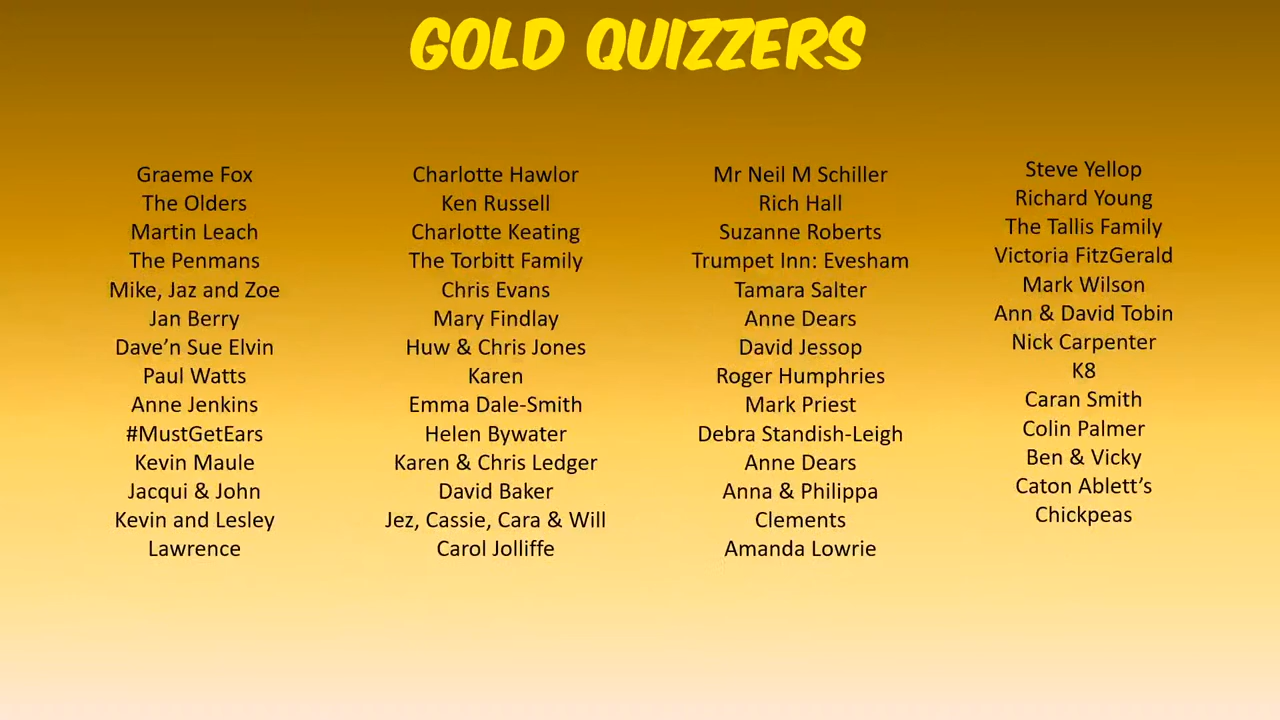 GOLD QUIZZERS
Graeme Fox
The Olders
Martin Leach
The Penmans
Mike, Jaz and Zoe
Jan Berry
Dave’n Sue Elvin
Paul Watts
Anne Jenkins
#MustGetEars
Kevin Maule
Jacqui & John
Kevin and Lesley
Lawrence
Charlotte Hawlor
Ken Russell
Charlotte Keating
The Torbitt Family
Chris Evans
Mary Findlay
Huw & Chris Jones
Karen
Emma Dale-Smith
Helen Bywater
Karen & Chris Ledger
David Baker
Jez, Cassie, Cara & Will
Carol Jolliffe
Mr Neil M Schiller
Rich Hall
Suzanne Roberts
Trumpet Inn: Evesham
Tamara Salter
Anne Dears
David Jessop
Roger Humphries
Mark Priest
Debra Standish-Leigh
Anne Dears
Anna & Philippa
Clements
Amanda Lowrie
Steve Yellop
Richard Young
The Tallis Family
Victoria FitzGerald
Mark Wilson
Ann & David Tobin
Nick Carpenter
K8
Caran Smith
Colin Palmer
Ben & Vicky
Caton Ablett’s
Chickpeas